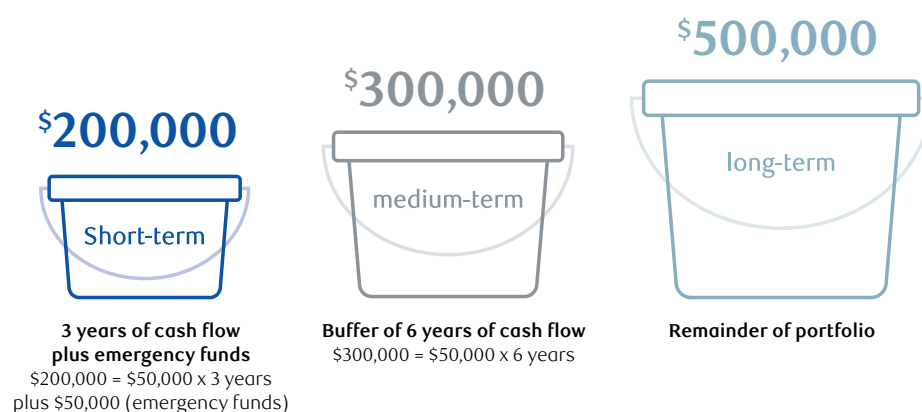 $200,000
Short-term
3 years of cash flow
plus emergency funds
$200,000 = $50,000 x 3 years
plus $50,000 (emergency funds)
$300,000
medium-term
Buffer of 6 years of cash flow
$300,000 = $50,000 x 6 years
$500,000
long-term
Remainder of portfolio